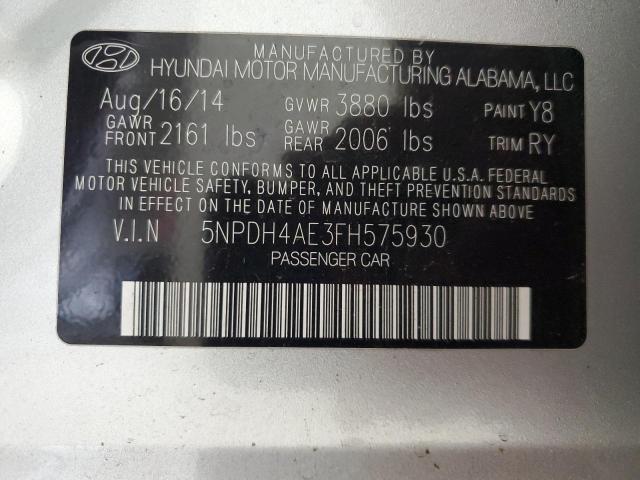 MANUFACTURED BY
HYUNDAI MOTOR MANUFACTURING ALABAMA, LLC
Aug/16/14 GVWR 3880 lbs PAINT Y8
GAWR FRONT 2161 lbs GAWR REAR 2006 lbs TRIM RY
THIS VEHICLE CONFORMS TO ALL APPLICABLE U.S.A. FEDERAL
MOTOR VEHICLE SAFETY, BUMPER, AND THEFT PREVENTION STANDARDS
IN EFFECT ON THE DATE OF MANUFACTURE SHOWN ABOVE
V.I.N 5NPDH4AE3FH575930
PASSENGER CAR